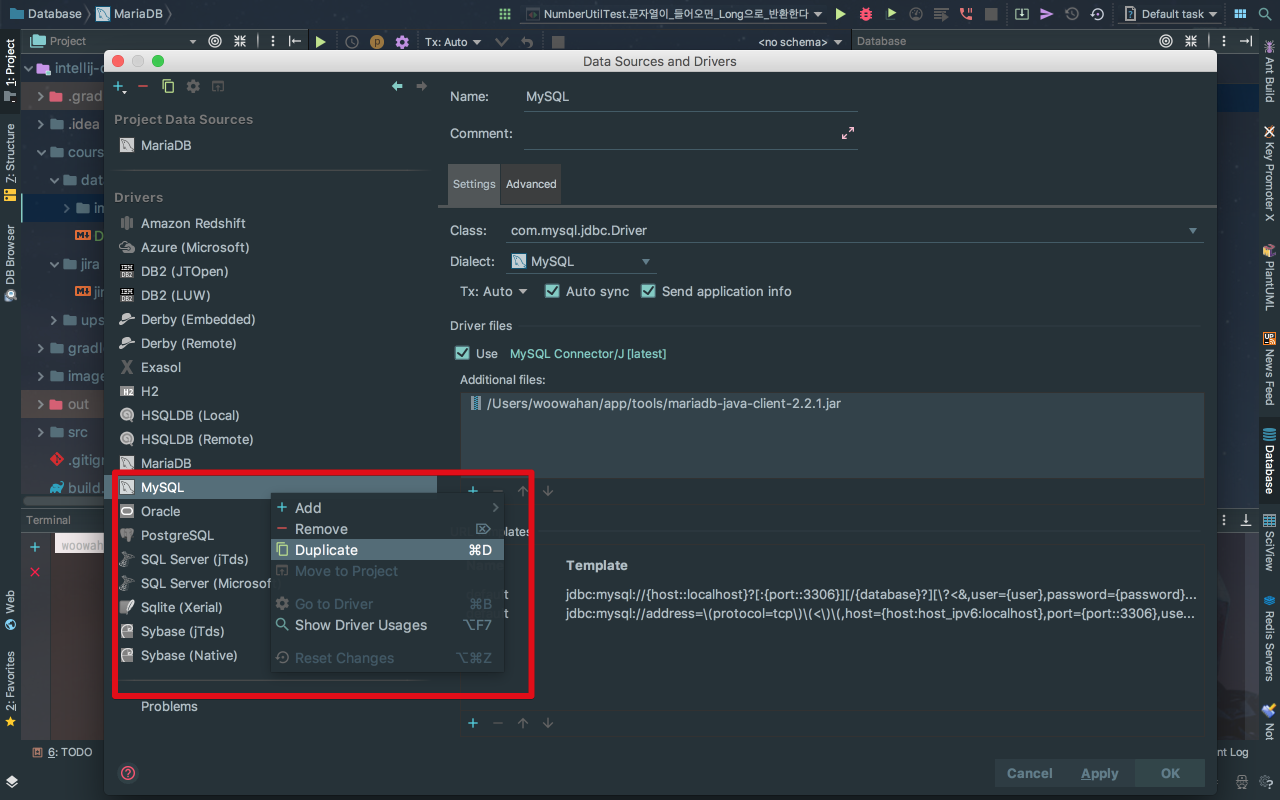 Database
MariaDB
NumberUtilTest.문자열이_들어오면_Long으로_반환한다
Default task
Project
Tx: Auto
<no schema>
Database
1: Project
Z: Structure
DB Browser
Web
2: Favorites
.grad
.idea
cours
data
in
D
jira
jir
ups
gradl
image
out
src
.gitign
build.
Terminal
woowah
6: TODO
Data Sources and Drivers
Project Data Sources
MariaDB
Drivers
Amazon Redshift
Azure (Microsoft)
DB2 (JTOpen)
DB2 (LUW)
Derby (Embedded)
Derby (Remote)
Exasol
H2
HSQLDB (Local)
HSQLDB (Remote)
MariaDB
MySQL
Oracle
PostgreSQL
SQL Server (jTds)
SQL Server (Microsof
Sqlite (Xerial)
Sybase (jTds)
Sybase (Native)
Problems
Add
Remove
Duplicate ⌘D
Move to Project
Go to Driver ⌘B
Show Driver Usages ⌥F7
Reset Changes ⌥⌘Z
Name: MySQL
Comment:
Settings Advanced
Class: com.mysql.jdbc.Driver
Dialect: MySQL
Tx: Auto Auto sync Send application info
Driver files
Use MySQL Connector/J [latest]
Additional files:
/Users/woowahan/app/tools/mariadb-java-client-2.2.1.jar
plates
Template
t jdbc:mysql://{host::localhost}?[:{port::3306}][/{database}?][\?<&,user={user},password={password}...
t jdbc:mysql://address=\(protocol=tcp\)\(<\)\(,host={host:host_ipv6:localhost},port={port::3306},use...
Cancel Apply OK
Ant Build
Key Promoter X
PlantUML
News Feed
Database
SciView
Redis Servers
Not
nt Log